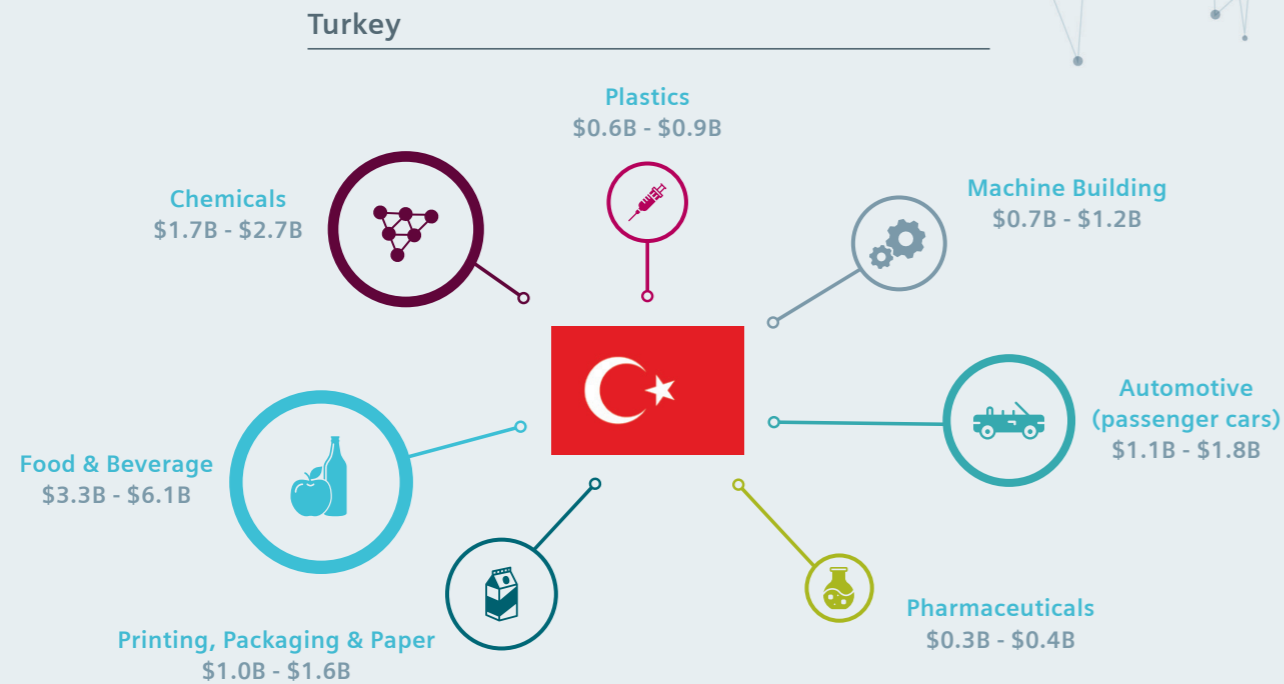 Turkey
Plastics
$0.6B - $0.9B
Chemicals
$1.7B - $2.7B
Machine Building
$0.7B - $1.2B
Automotive
(passenger cars)
$1.1B - $1.8B
Food & Beverage
$3.3B - $6.1B
Printing, Packaging & Paper
$1.0B - $1.6B
Pharmaceuticals
$0.3B - $0.4B